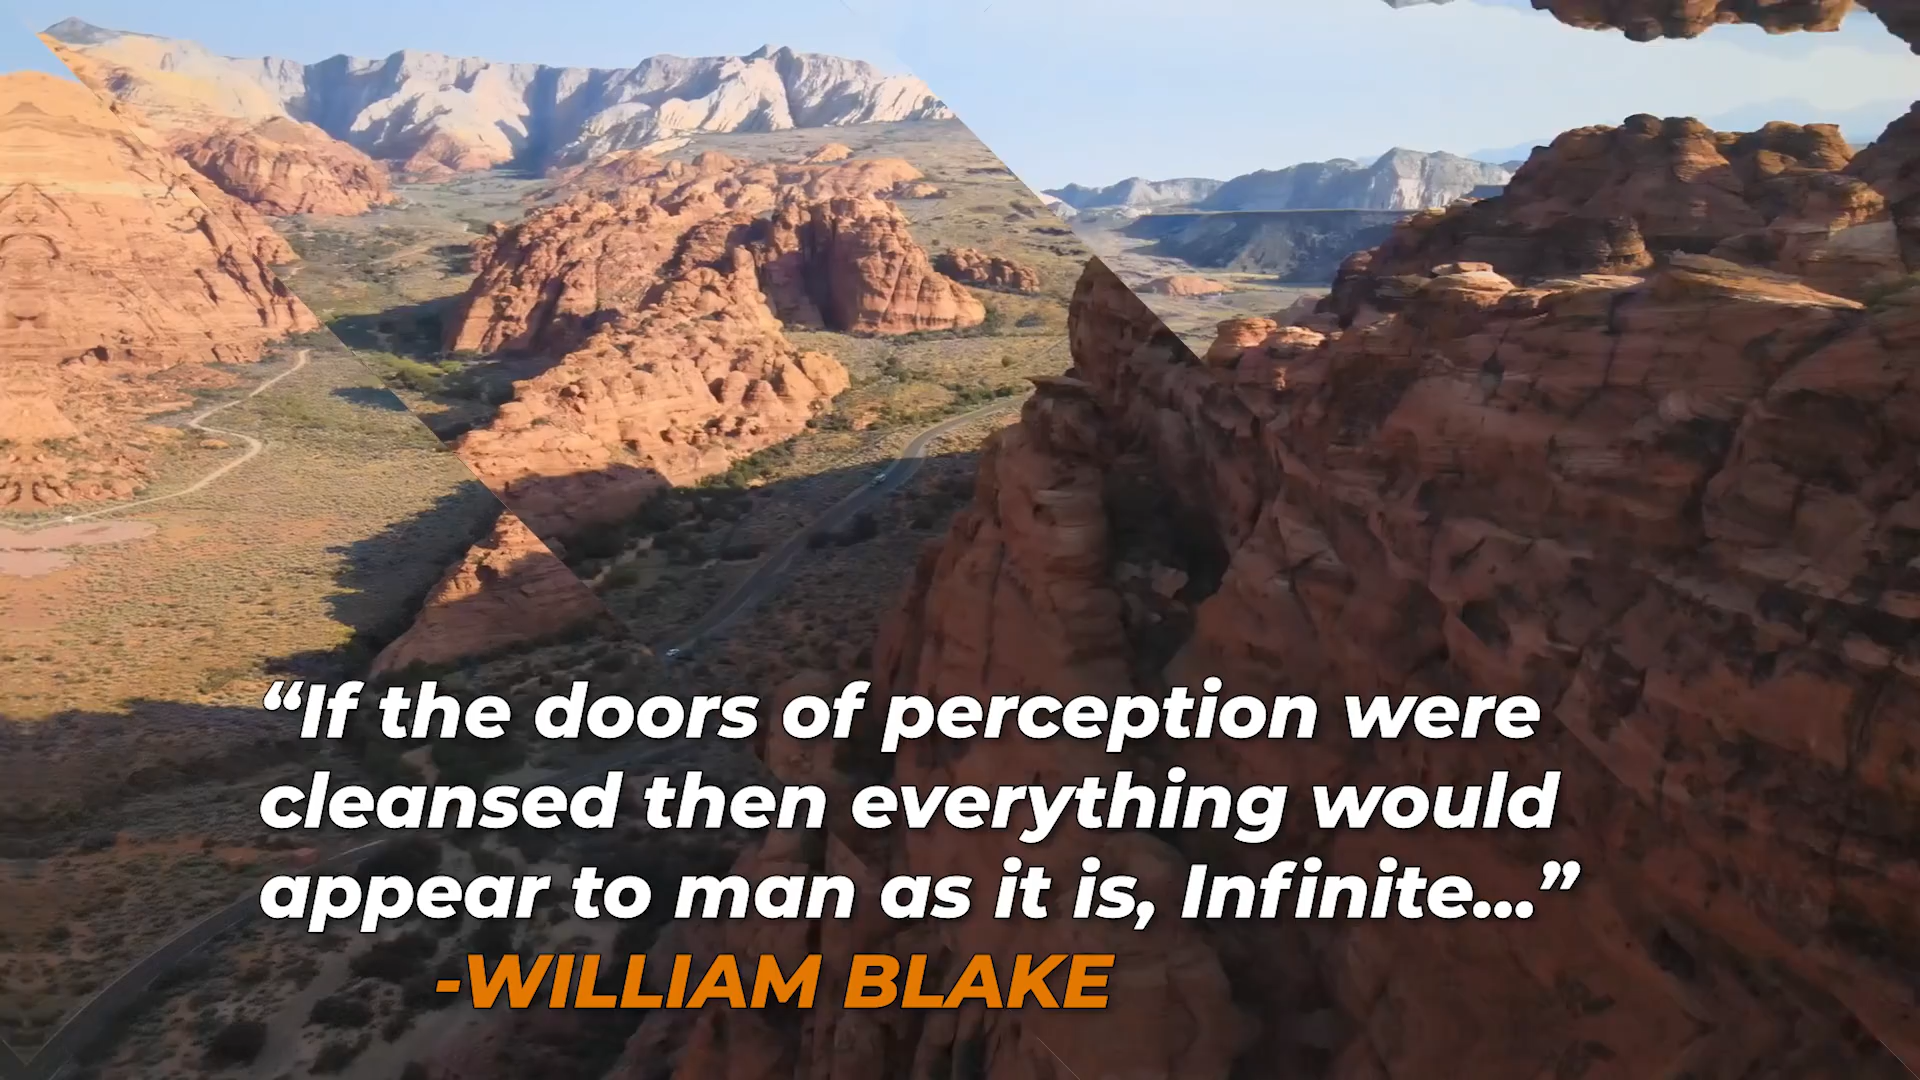 “If the doors of perception were
cleansed then everything would
appear to man as it is, Infinite...”
-WILLIAM BLAKE